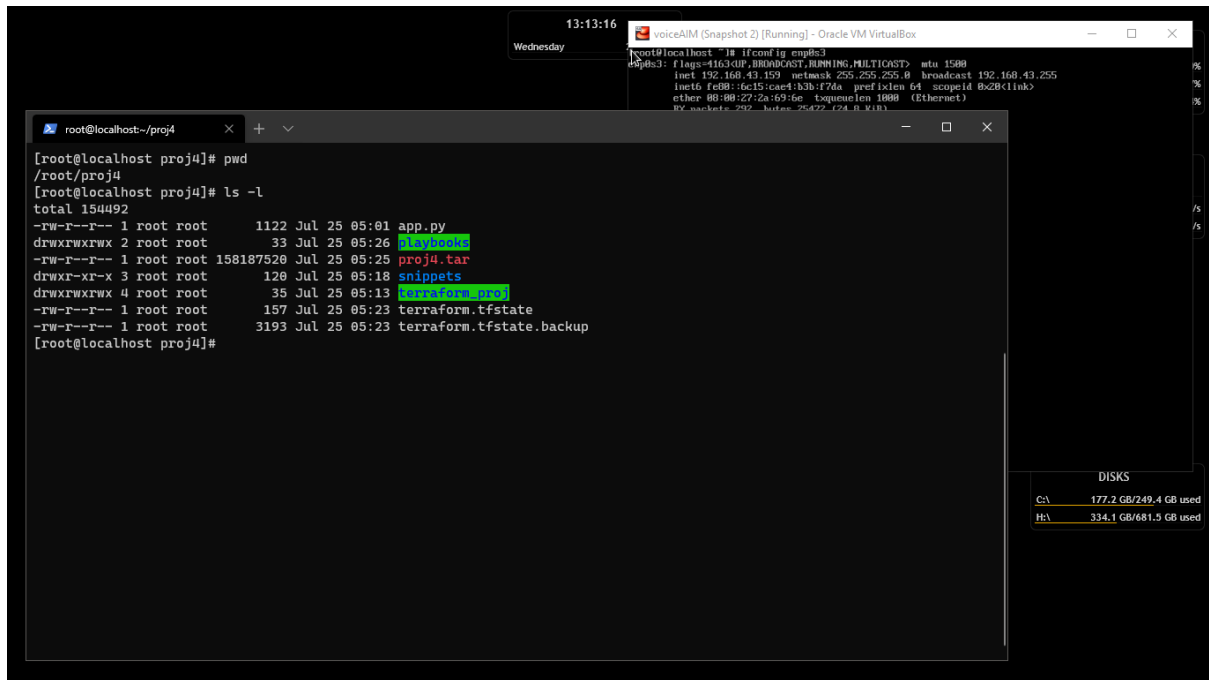 13:13:16
Wednesday
voiceAIM (Snapshot 2) [Running] - Oracle VM VirtualBox
[root@localhost ~]# ifconfig enp0s3
enp0s3: flags=4163<UP,BROADCAST,RUNNING,MULTICAST> mtu 1500
inet 192.168.43.159 netmask 255.255.255.0 broadcast 192.168.43.255
inet6 fe80::6c15:cae4:b3b:f7da prefixlen 64 scopeid 0x20<link>
ether 08:00:27:2a:69:6e txqueuelen 1000 (Ethernet)
RX packets 292 bytes 25472 (24.8 KiB)
root@localhost:~/proj4
[root@localhost proj4]# pwd
/root/proj4
[root@localhost proj4]# ls -l
total 154492
-rw-r--r-- 1 root root 1122 Jul 25 05:01 app.py
drwxrwxrwx 2 root root 33 Jul 25 05:26 playbooks
-rw-r--r-- 1 root root 158187520 Jul 25 05:25 proj4.tar
drwxr-xr-x 3 root root 120 Jul 25 05:18 snippets
drwxrwxrwx 4 root root 35 Jul 25 05:13 terraform_proj
-rw-r--r-- 1 root root 157 Jul 25 05:23 terraform.tfstate
-rw-r--r-- 1 root root 3193 Jul 25 05:23 terraform.tfstate.backup
[root@localhost proj4]#
%
%
%
/s
/s
DISKS
C:\ 177.2 GB/249.4 GB used
H:\ 334.1 GB/681.5 GB used